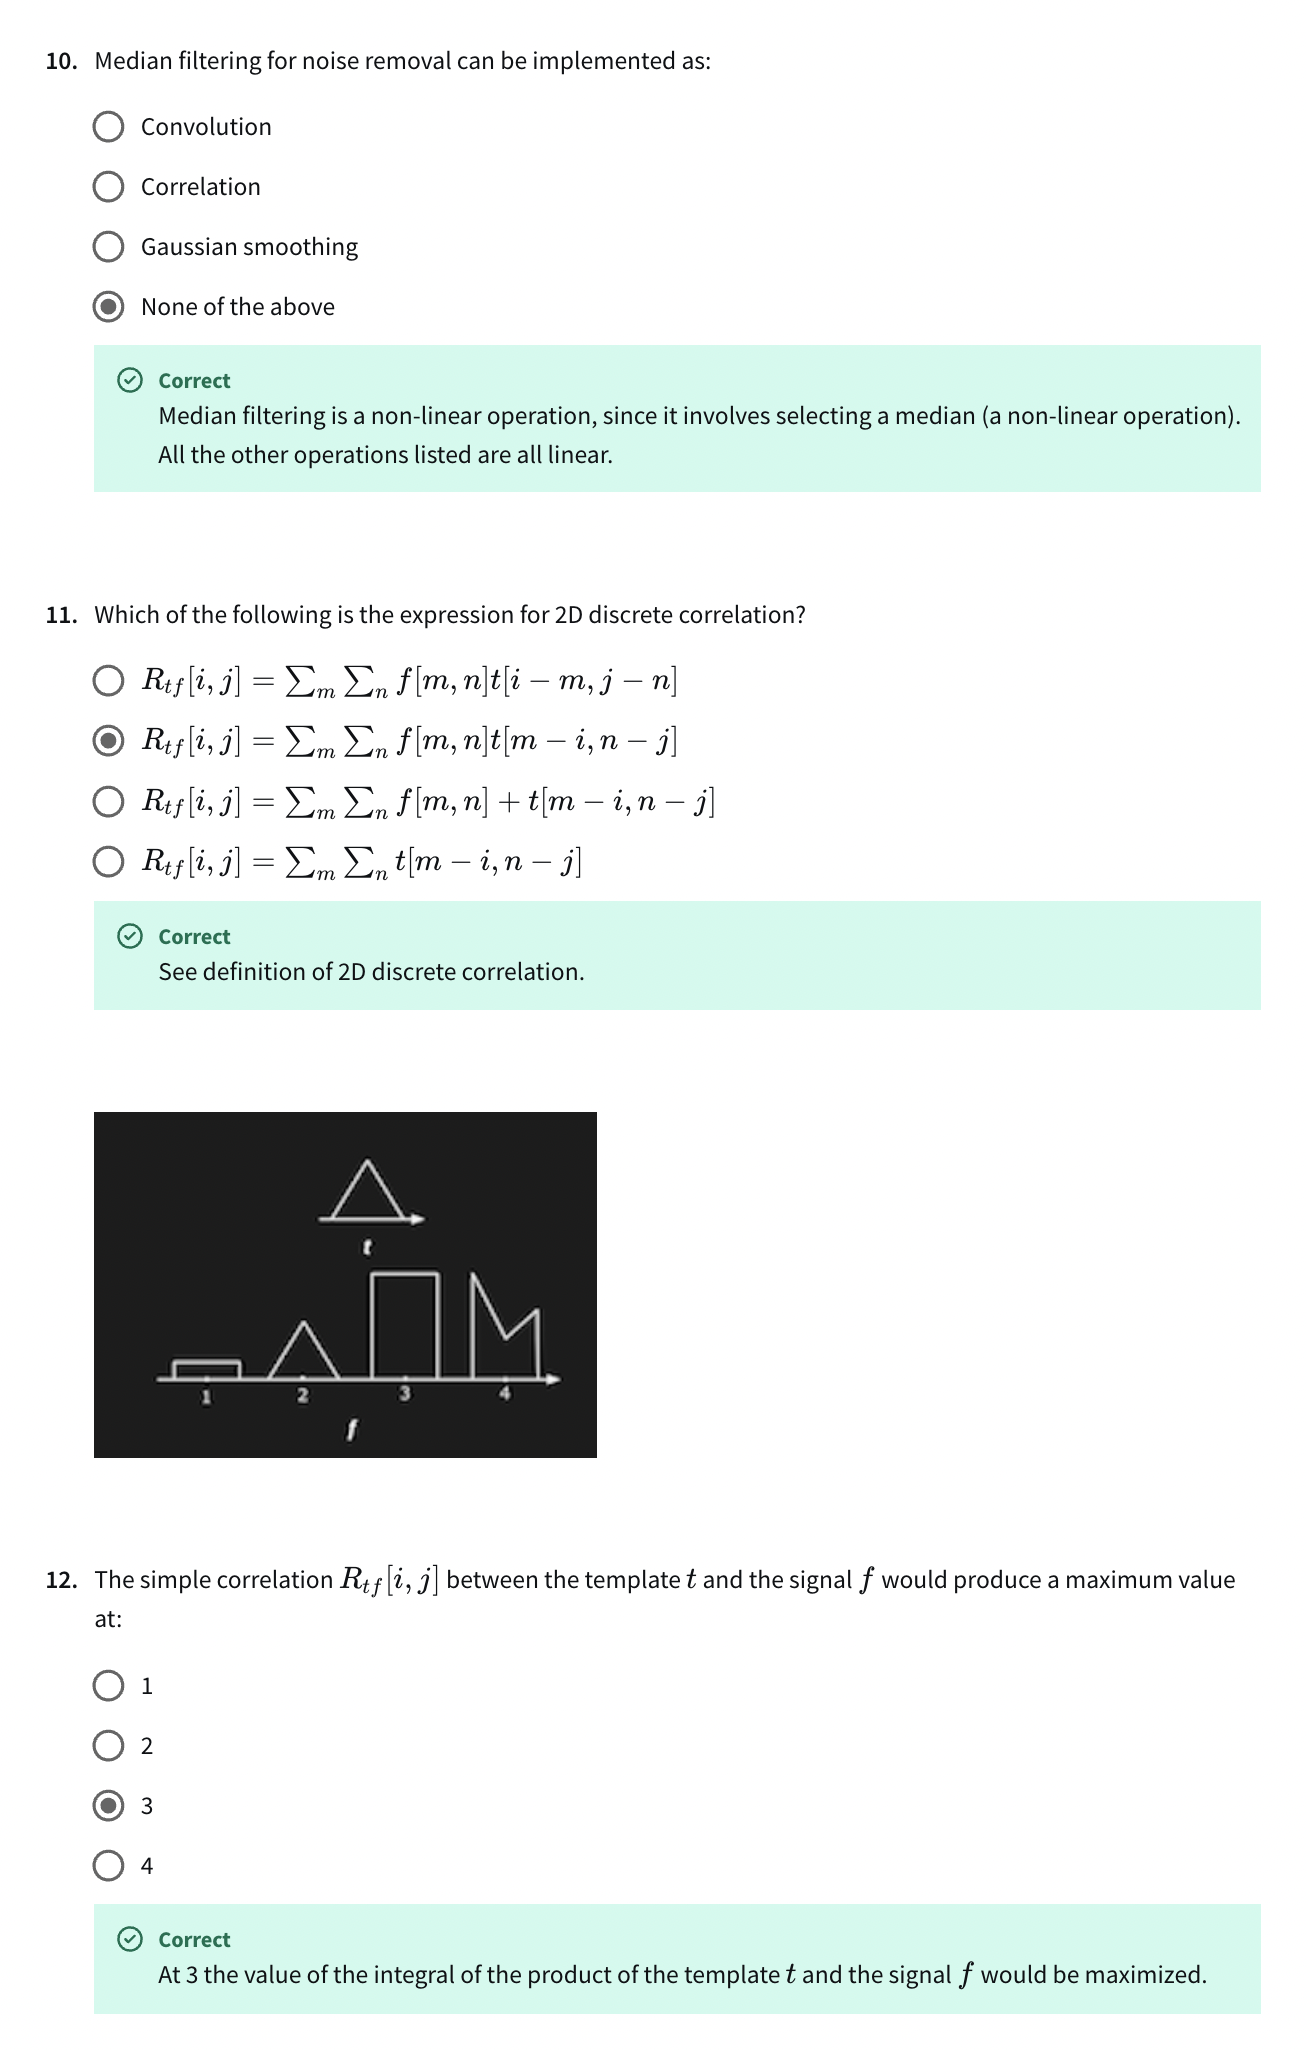 10. Median filtering for noise removal can be implemented as:
Convolution
Correlation
Gaussian smoothing
None of the above
Correct
Median filtering is a non-linear operation, since it involves selecting a median (a non-linear operation).
All the other operations listed are all linear.
11. Which of the following is the expression for 2D discrete correlation?
$R_{tf}[i, j] = \sum_m \sum_n f[m, n]t[i - m, j - n]$
$R_{tf}[i, j] = \sum_m \sum_n f[m, n]t[m - i, n - j]$
$R_{tf}[i, j] = \sum_m \sum_n f[m, n] + t[m - i, n - j]$
$R_{tf}[i, j] = \sum_m \sum_n t[m - i, n - j]$
Correct
See definition of 2D discrete correlation.
t
1 2 3 4
f
12. The simple correlation $R_{tf}[i, j]$ between the template $t$ and the signal $f$ would produce a maximum value
at:
1
2
3
4
Correct
At 3 the value of the integral of the product of the template $t$ and the signal $f$ would be maximized.